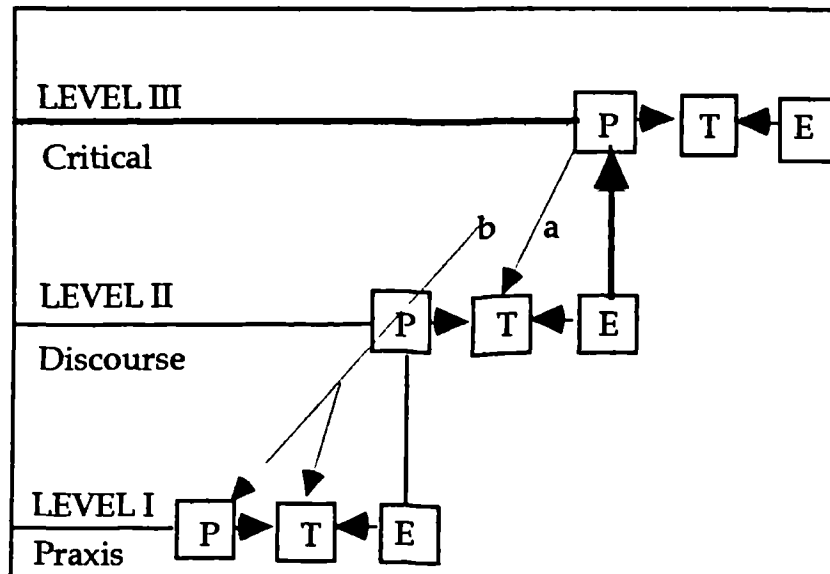 LEVEL III
P T E
Critical
b a
LEVEL II
P T E
Discourse
LEVEL I
P T E
Praxis